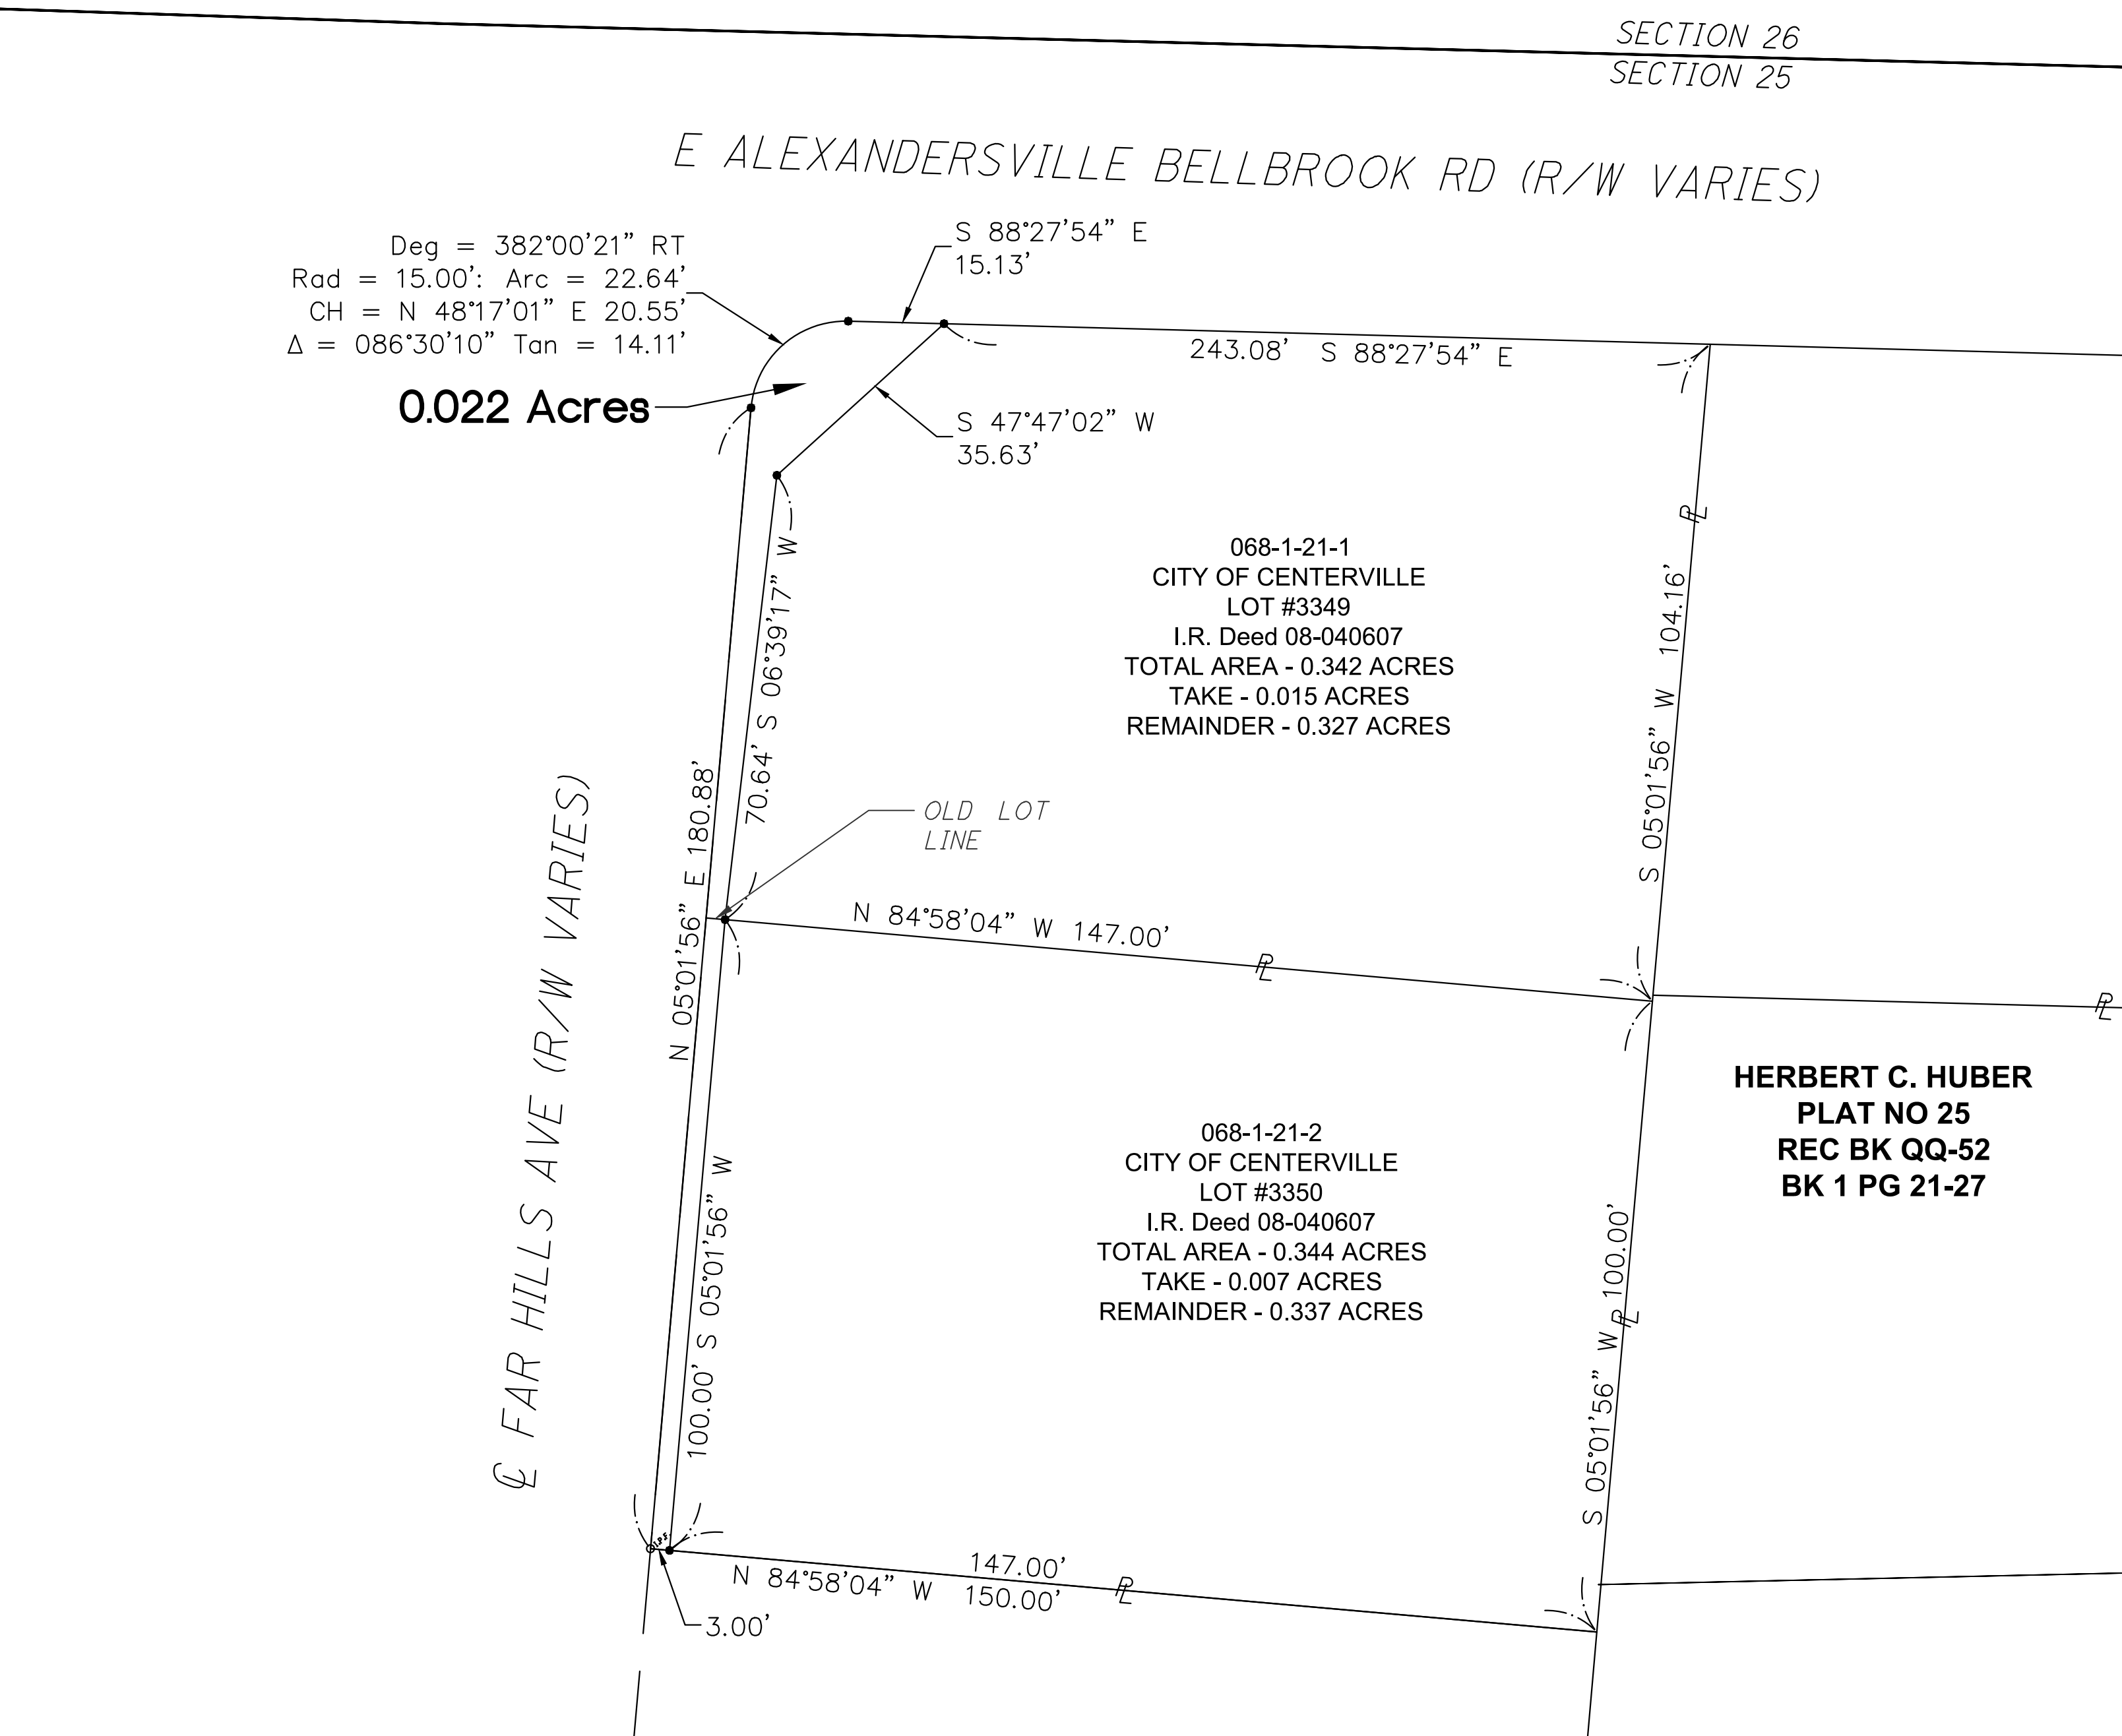 SECTION 26
SECTION 25
E ALEXANDERSVILLE BELLBROOK RD (R/W VARIES)
Deg = 382°00'21" RT
Rad = 15.00': Arc = 22.64'
CH = N 48°17'01" E 20.55'
Δ = 086°30'10" Tan = 14.11'
0.022 Acres
S 88°27'54" E
15.13'
243.08' S 88°27'54" E
S 47°47'02" W
35.63'
068-1-21-1
CITY OF CENTERVILLE
LOT #3349
I.R. Deed 08-040607
TOTAL AREA - 0.342 ACRES
TAKE - 0.015 ACRES
REMAINDER - 0.327 ACRES
S 05°01'56" W 104.16'
PL
70.64' S 06°39'17" W
N 05°01'56" E 180.88'
OLD LOT
LINE
N 84°58'04" W 147.00'
PL
PL
CL FAR HILLS AVE (R/W VARIES)
HERBERT C. HUBER
PLAT NO 25
REC BK QQ-52
BK 1 PG 21-27
068-1-21-2
CITY OF CENTERVILLE
LOT #3350
I.R. Deed 08-040607
TOTAL AREA - 0.344 ACRES
TAKE - 0.007 ACRES
REMAINDER - 0.337 ACRES
100.00' S 05°01'56" W
S 05°01'56" W 100.00'
PL
147.00'
N 84°58'04" W 150.00'
PL
3.00'